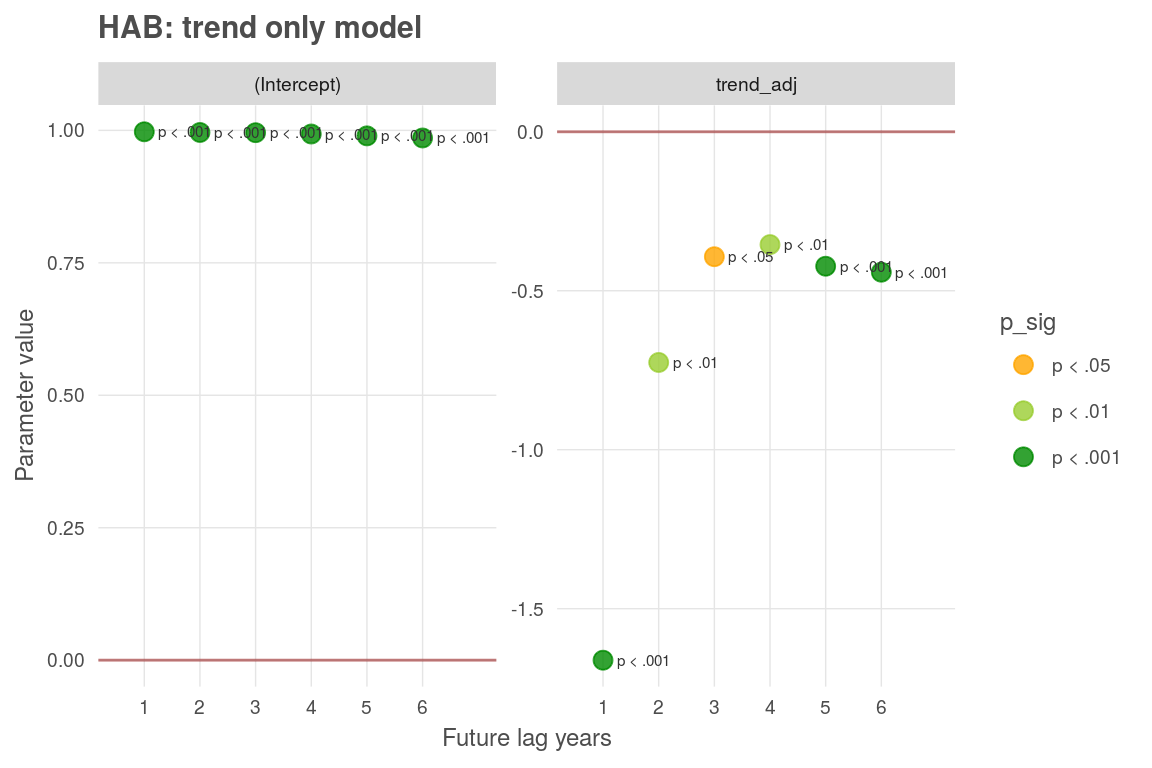 HAB: trend only model
(Intercept)
trend_adj
Parameter value
1.00
0.75
0.50
0.25
0.00
p < .001
p < .001
p < .001
p < .001
p < .001
p < .001
1 2 3 4 5 6
0.0
-0.5
-1.0
-1.5
p < .001
p < .01
p < .05
p < .01
p < .001
p < .001
1 2 3 4 5 6
Future lag years
p_sig
p < .05
p < .01
p < .001